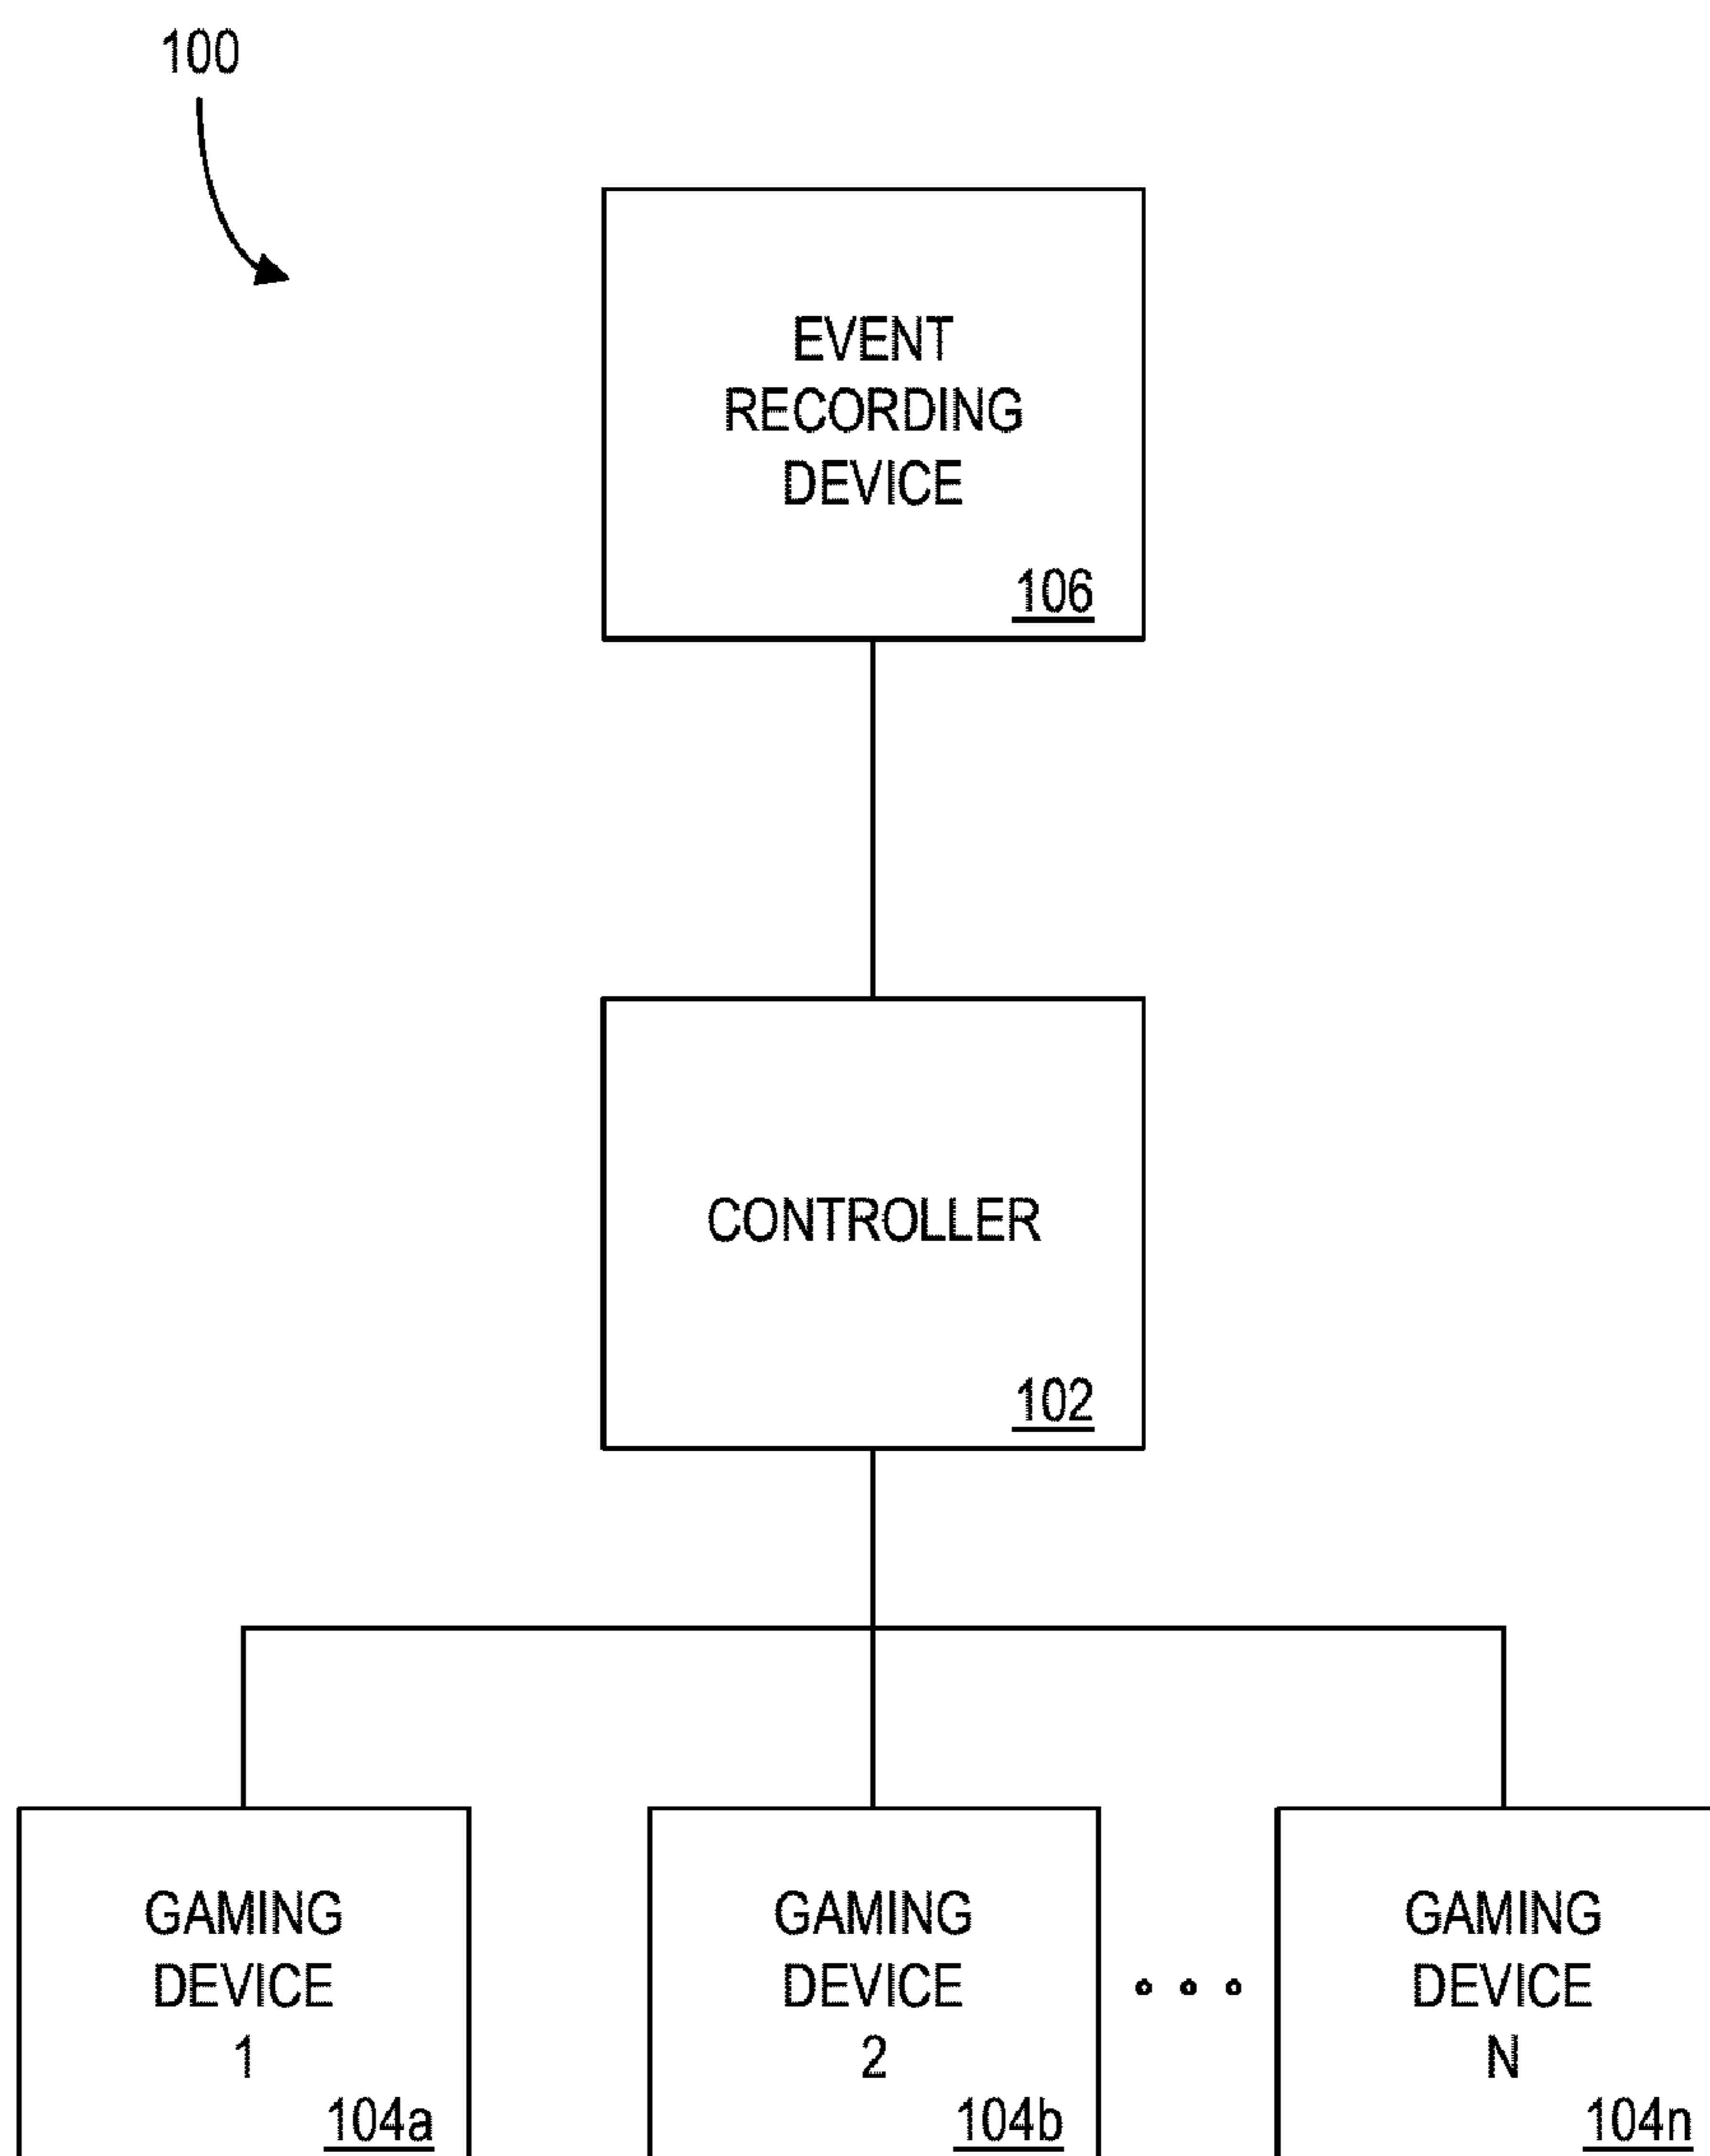 100
EVENT
RECORDING
DEVICE
106
CONTROLLER
102
GAMING
DEVICE
1
104a
GAMING
DEVICE
2
104b
GAMING
DEVICE
N
104n